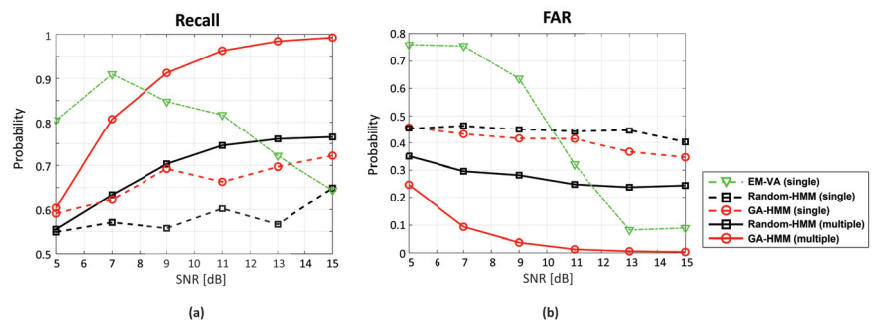 Recall
Probability
1
0.9
0.8
0.7
0.6
0.5
5 6 7 8 9 10 11 12 13 14 15
SNR [dB]
(a)
FAR
Probability
0.8
0.7
0.6
0.5
0.4
0.3
0.2
0.1
0
5 6 7 8 9 10 11 12 13 14 15
SNR [dB]
(b)
EM-VA (single)
Random-HMM (single)
GA-HMM (single)
Random-HMM (multiple)
GA-HMM (multiple)